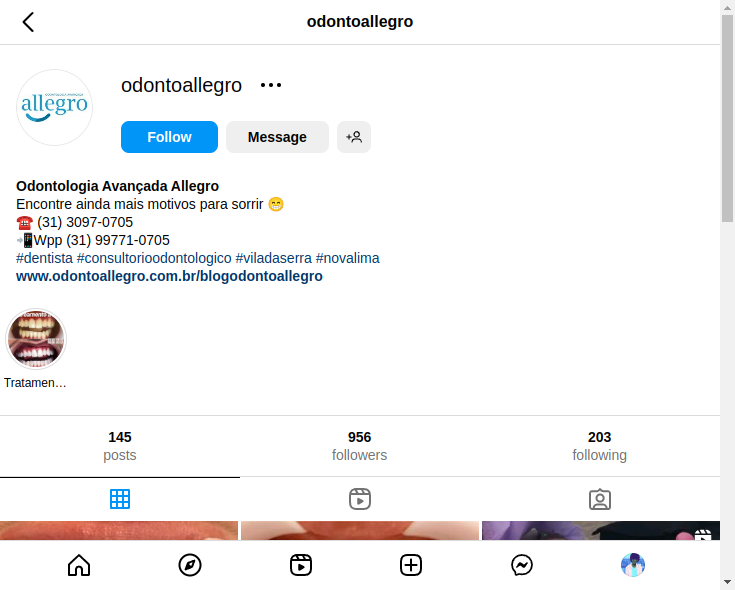 odontoallegro
odontoallegro
allegro
Follow
Message
Odontologia Avançada Allegro
Encontre ainda mais motivos para sorrir 😁
☎️ (31) 3097-0705
📲Wpp (31) 99771-0705
#dentista #consultorioodontologico #viladaserra #novalima
www.odontoallegro.com.br/blogodontoallegro
Tratamen…
145
956
203
posts
followers
following